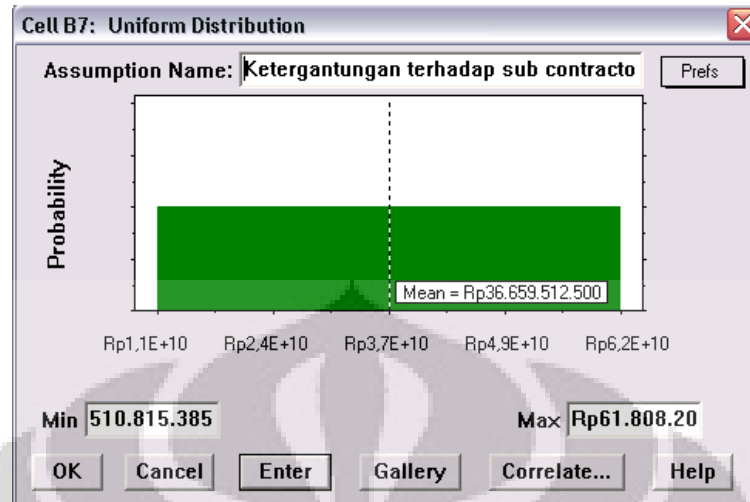 Cell B7: Uniform Distribution
Assumption Name: Ketergantungan terhadap sub contracto
Prefs
Probability
Mean = Rp36.659.512.500
Rp1,1E+10 Rp2,4E+10 Rp3,7E+10 Rp4,9E+10 Rp6,2E+10
Min 510.815.385 Max Rp61.808.20
OK Cancel Enter Gallery Correlate... Help